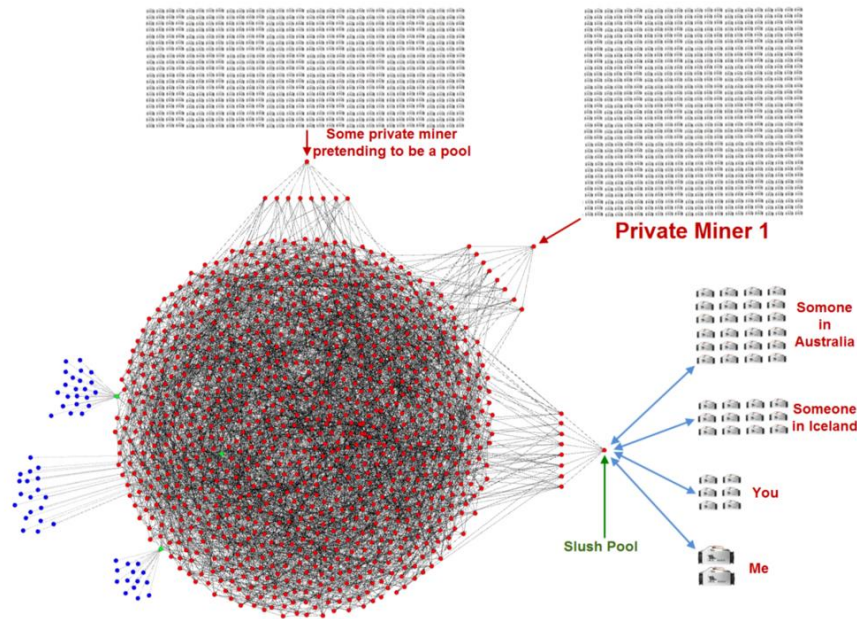 Some private miner
pretending to be a pool
Private Miner 1
Somone
in
Australia
Someone
in Iceland
You
Slush Pool
Me